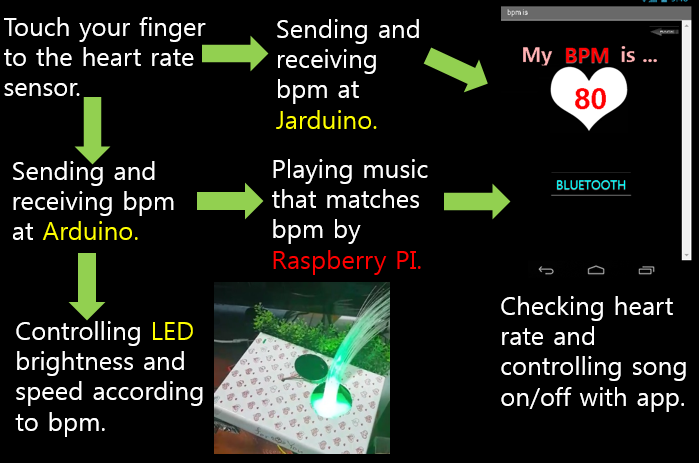 Touch your finger
to the heart rate
sensor.
Sending and
receiving
bpm at
Jarduino.
bpm is
My BPM is ...
80
BLUETOOTH
Sending and
receiving bpm
at Arduino.
Playing music
that matches
bpm by
Raspberry PI.
Controlling LED
brightness and
speed according
to bpm.
Checking heart
rate and
controlling song
on/off with app.